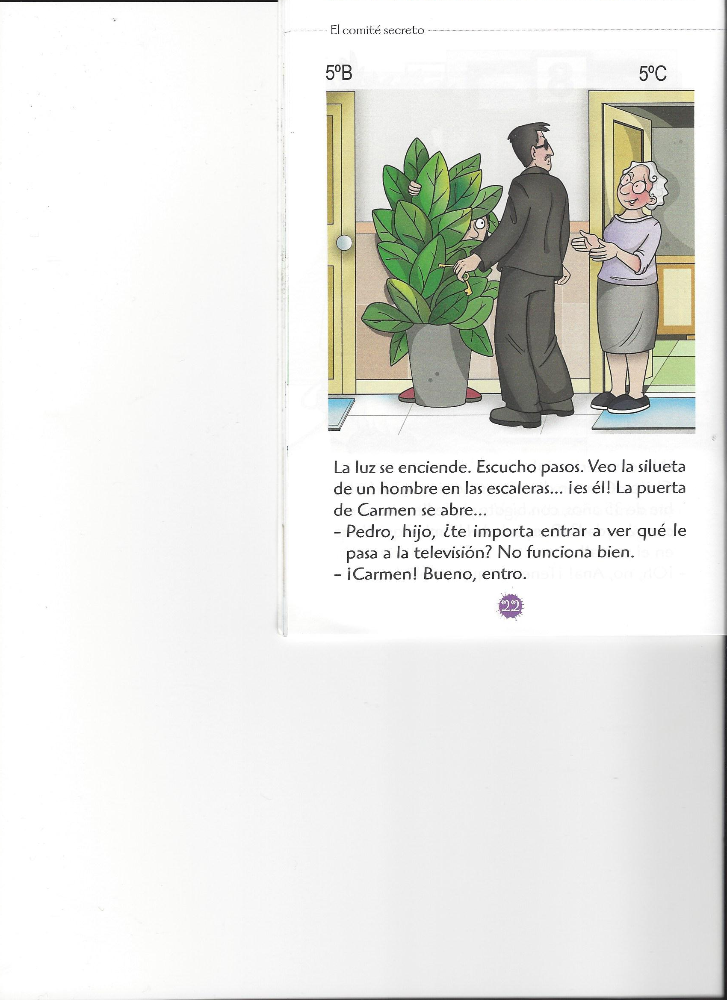 El comité secreto
5ºB
5ºC
La luz se enciende. Escucho pasos. Veo la silueta
de un hombre en las escaleras... ¡es él! La puerta
de Carmen se abre...
– Pedro, hijo, ¿te importa entrar a ver qué le
pasa a la televisión? No funciona bien.
– ¡Carmen! Bueno, entro.
22